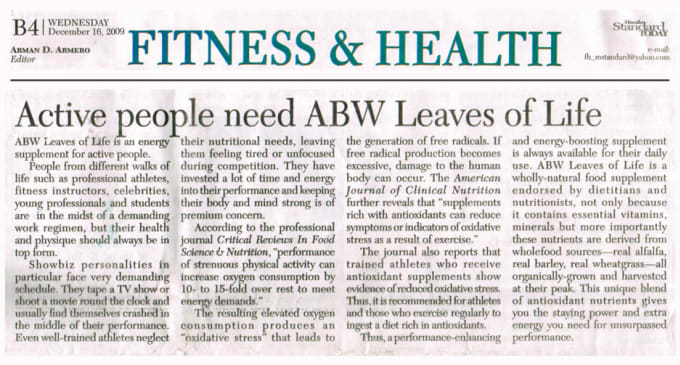 B4
WEDNESDAY
December 16, 2009
ARMAN D. ARMERO
Editor
FITNESS & HEALTH
Manila
Standard
TODAY
e-mail:
fh_mstandard@yahoo.com
Active people need ABW Leaves of Life
ABW Leaves of Life is an energy
supplement for active people.
People from different walks of
life such as professional athletes,
fitness instructors, celebrities,
young professionals and students
are in the midst of a demanding
work regimen, but their health
and physique should always be in
top form.
Showbiz personalities in
particular face very demanding
schedule. They tape a TV show or
shoot a movie round the clock and
usually find themselves crashed in
the middle of their performance.
Even well-trained athletes neglect
their nutritional needs, leaving
them feeling tired or unfocused
during competition. They have
invested a lot of time and energy
into their performance and keeping
their body and mind strong is of
premium concern.
According to the professional
journal Critical Reviews In Food
Science & Nutrition, "performance
of strenuous physical activity can
increase oxygen consumption by
10- to 15-fold over rest to meet
energy demands."
The resulting elevated oxygen
consumption produces an
"oxidative stress" that leads to
the generation of free radicals. If
free radical production becomes
excessive, damage to the human
body can occur. The American
Journal of Clinical Nutrition
further reveals that "supplements
rich with antioxidants can reduce
symptoms or indicators of oxidative
stress as a result of exercise."
The journal also reports that
trained athletes who receive
antioxidant supplements show
evidence of reduced oxidative stress.
Thus, it is recommended for athletes
and those who exercise regularly to
ingest a diet rich in antioxidants.
Thus, a performance-enhancing
and energy-boosting supplement
is always available for their daily
use. ABW Leaves of Life is a
wholly-natural food supplement
endorsed by dietitians and
nutritionists, not only because
it contains essential vitamins,
minerals but more importantly
these nutrients are derived from
wholefood sources—real alfalfa,
real barley, real wheatgrass—all
organically-grown and harvested
at their peak. This unique blend
of antioxidant nutrients gives
you the staying power and extra
energy you need for unsurpassed
performance.